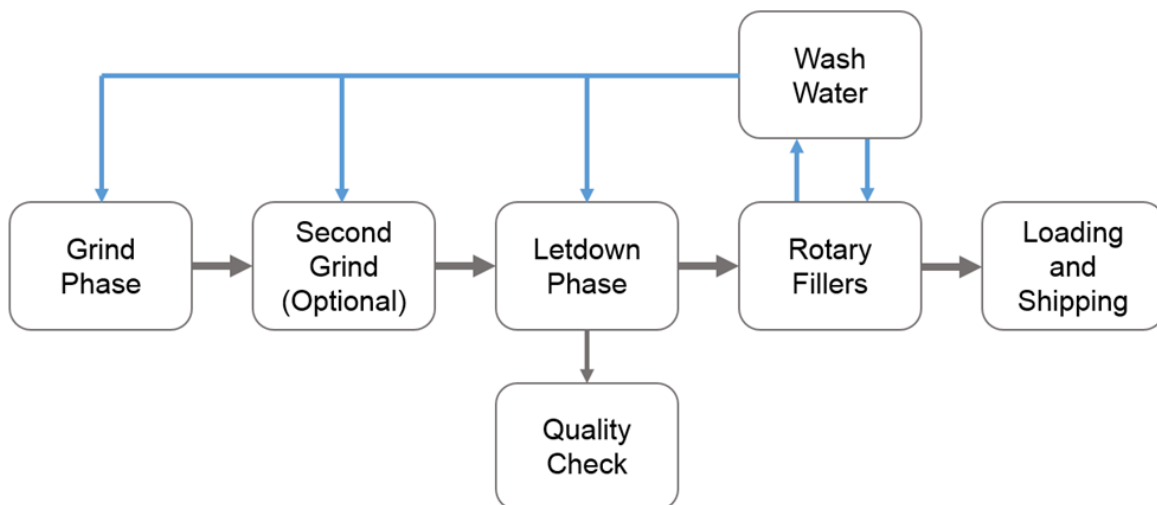 Wash
Water
Grind
Phase
Second
Grind
(Optional)
Letdown
Phase
Rotary
Fillers
Loading
and
Shipping
Quality
Check